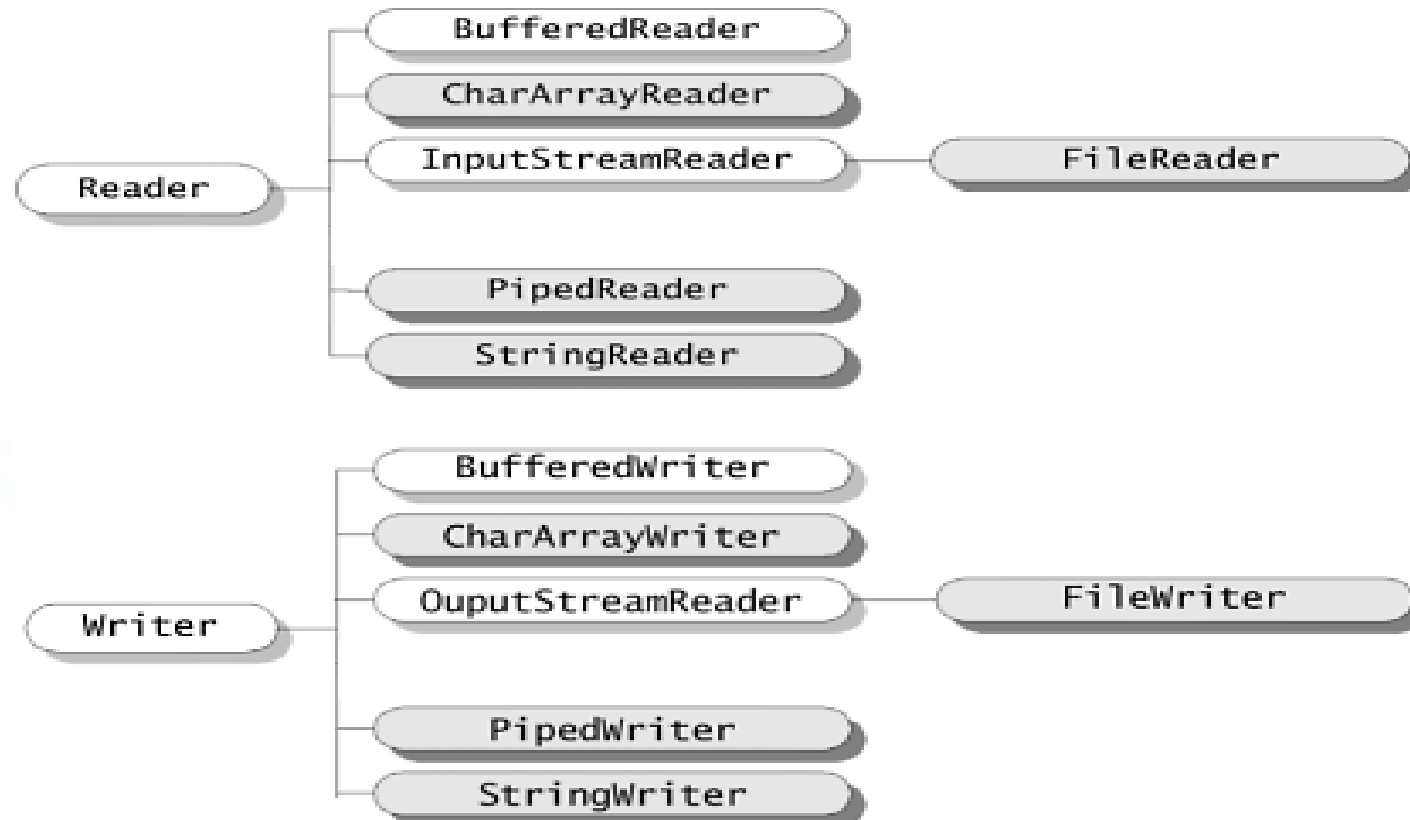 BufferedReader
CharArrayReader
InputStreamReader
FileReader
Reader
PipedReader
StringReader
BufferedWriter
CharArrayWriter
OuputStreamReader
FileWriter
Writer
PipedWriter
StringWriter